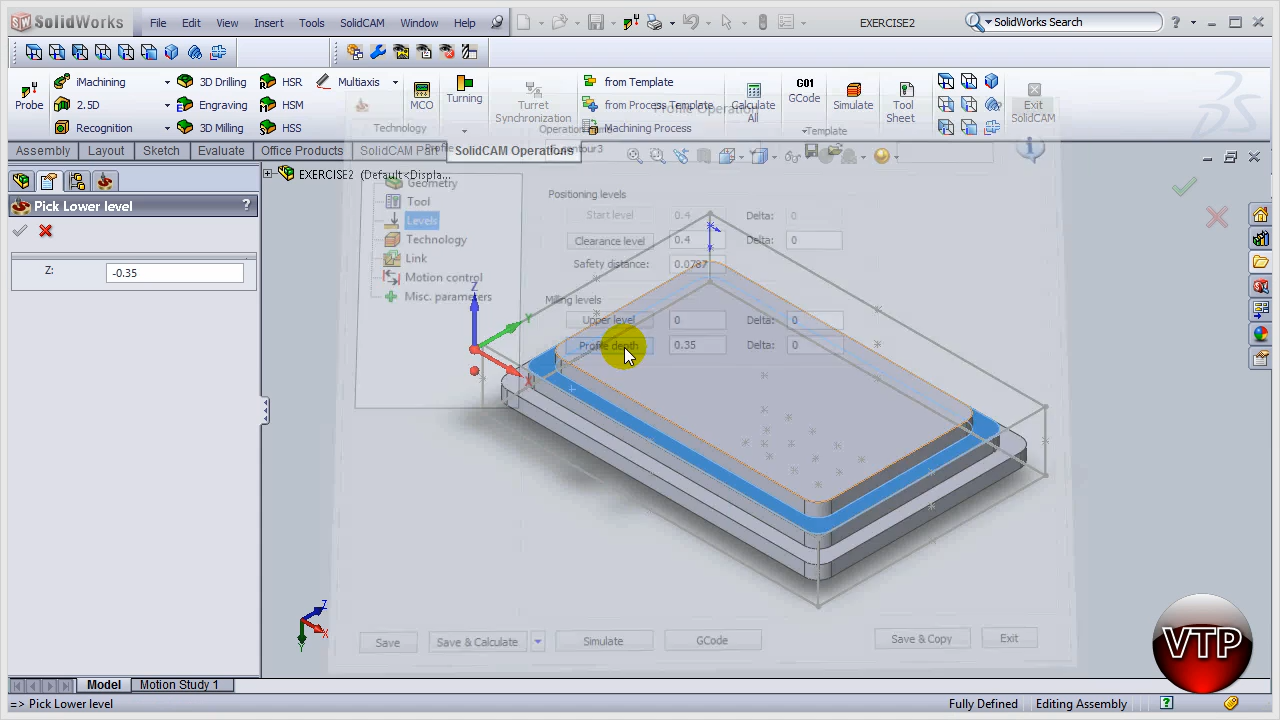 SolidWorks
File Edit View Insert Tools SolidCAM Window Help
EXERCISE2
SolidWorks Search
Probe
iMachining
2.5D
Recognition
3D Drilling
Engraving
3D Milling
HSR
HSM
HSS
Multiaxis
Technology
MCO
Turning
Turret
Synchronization
from Template
from Process Template
Machining Process
Calculate
All
G01
GCode
Simulate
Tool
Sheet
Template
Exit
SolidCAM
Profile Operation
Assembly Layout Sketch Evaluate Office Products SolidCAM Part SolidCAM Operations
EXERCISE2 (Default<Displa...
Pick Lower level ?
Z: -0.35
Geometry
Tool
Levels
Technology
Link
Motion control
Misc. parameters
Positioning levels
Start level 0.4 Delta: 0
Clearance level 0.4 Delta: 0
Safety distance: 0.0787
Milling levels
Upper level 0 Delta: 0
Profile depth 0.35 Delta: 0
Z
Y
X
Z
X
Save Save & Calculate Simulate GCode Save & Copy Exit
VTP
Model Motion Study 1
=> Pick Lower level Fully Defined Editing Assembly